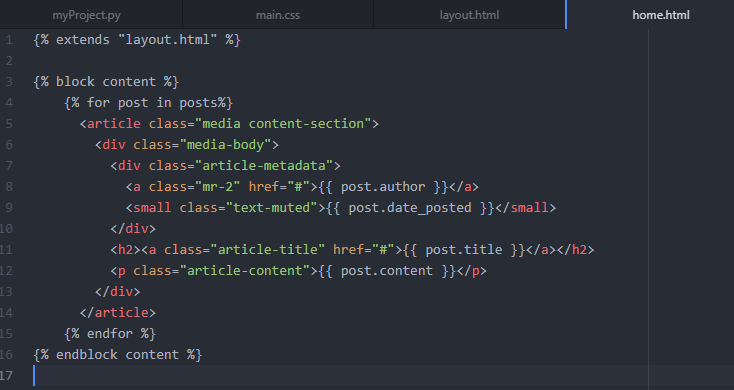 myProject.py main.css layout.html home.html
1 {% extends "layout.html" %}
2
3 {% block content %}
4     {% for post in posts%}
5       <article class="media content-section">
6         <div class="media-body">
7           <div class="article-metadata">
8             <a class="mr-2" href="#">{{ post.author }}</a>
9             <small class="text-muted">{{ post.date_posted }}</small>
10           </div>
11           <h2><a class="article-title" href="#">{{ post.title }}</a></h2>
12           <p class="article-content">{{ post.content }}</p>
13         </div>
14       </article>
15     {% endfor %}
16 {% endblock content %}
17